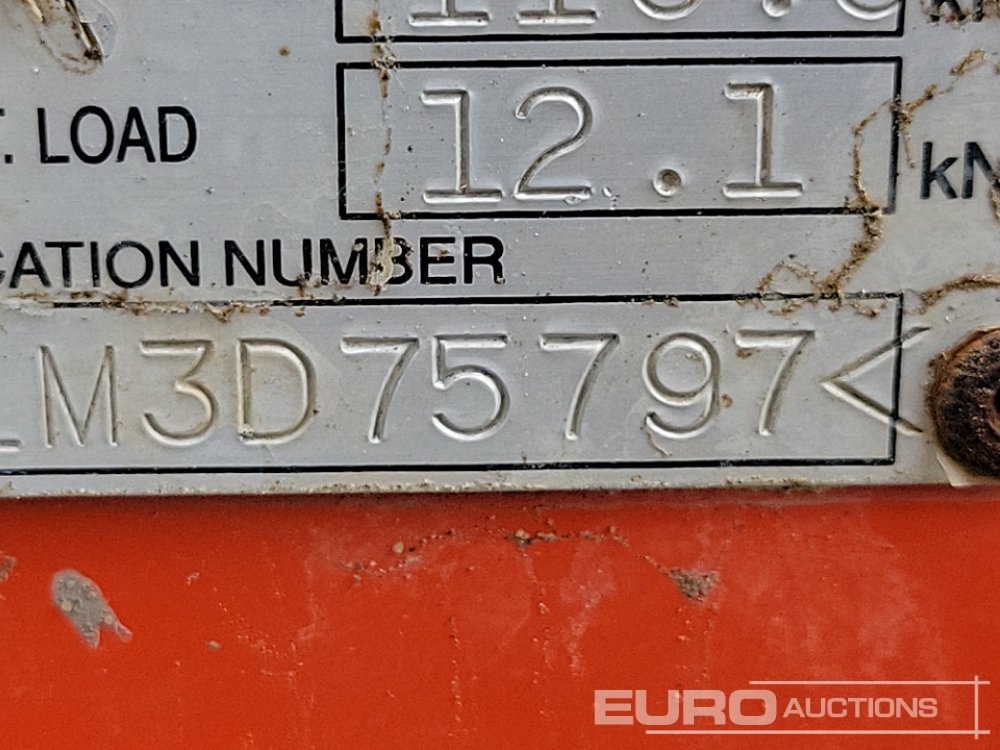 T. LOAD 12.1 kN
CATION NUMBER
LM3D75797<
EURO AUCTIONS